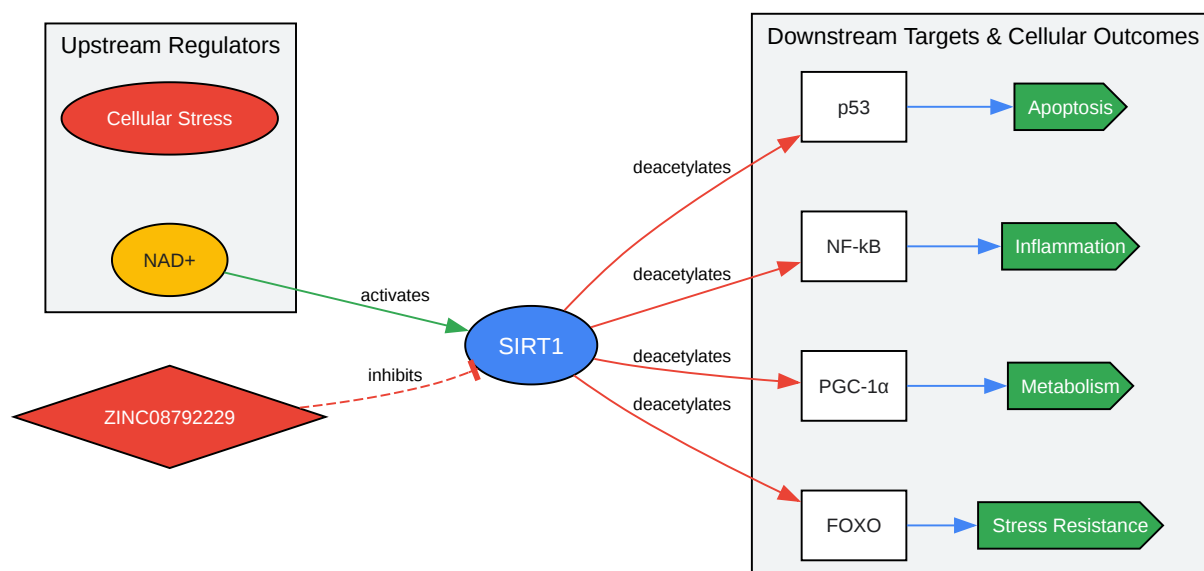 Upstream Regulators
Cellular Stress
NAD+
activates
ZINC08792229
inhibits
SIRT1
deacetylates
deacetylates
deacetylates
deacetylates
Downstream Targets & Cellular Outcomes
p53
Apoptosis
NF-kB
Inflammation
PGC-1α
Metabolism
FOXO
Stress Resistance